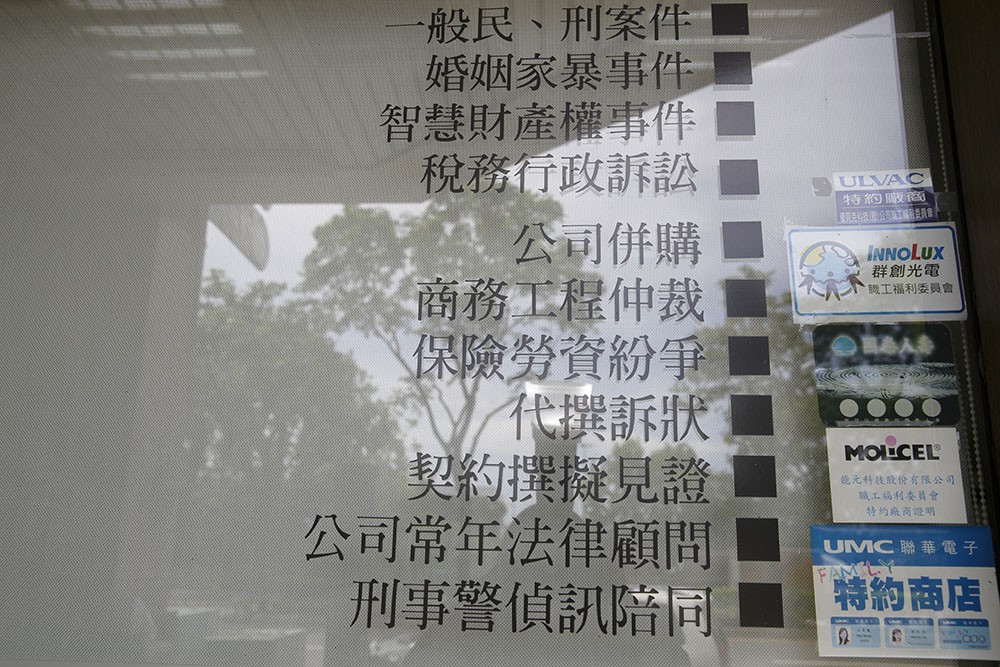 一般民、刑案件
婚姻家暴事件
智慧財產權事件
稅務行政訴訟
公司併購
商務工程仲裁
保險勞資紛爭
代撰訴狀
契約撰擬見證
公司常年法律顧問
刑事警偵訊陪同
ULVAC
特約廠商
INNOLUX
群創光電
職工福利委員會
MOLICEL®
能元科技股份有限公司
職工福利委員會
特約廠商證明
UMC 聯華電子
FAMILY
特約商店
UMC
UMC
UMC